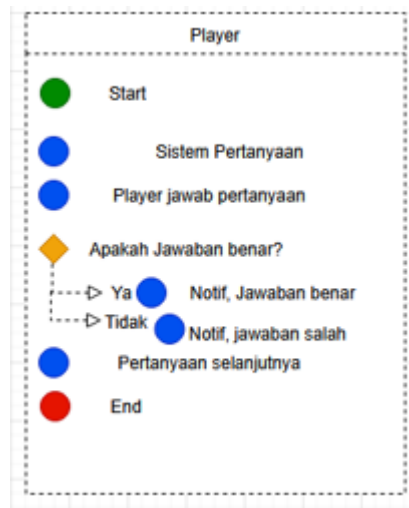 Player
Start
Sistem Pertanyaan
Player jawab pertanyaan
Apakah Jawaban benar?
Ya Notif, Jawaban benar
Tidak Notif, jawaban salah
Pertanyaan selanjutnya
End